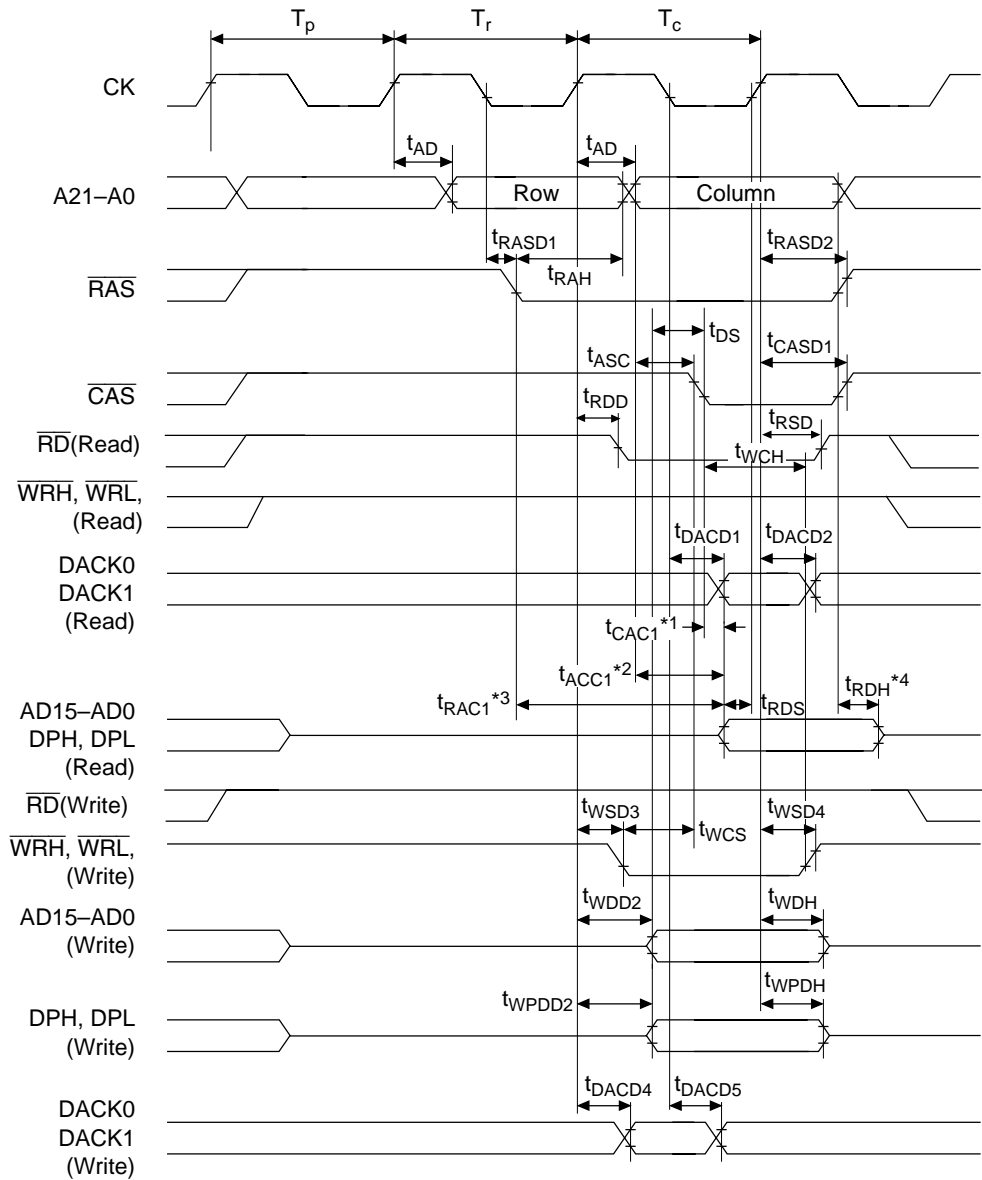 Tp Tr Tc
CK
tAD tAD
A21–A0 Row Column
tRASD1 tRASD2
tRAH
RAS
tDS
tASC tCASD1
CAS
tRDD tRSD
RD(Read)
tWCH
WRH, WRL,
(Read)
tDACD1 tDACD2
DACK0
DACK1
(Read)
tCAC1*1
tACC1*2
tRAC1*3 tRDS tRDH*4
AD15–AD0
DPH, DPL
(Read)
RD(Write)
tWSD3 tWSD4
tWCS
WRH, WRL,
(Write)
tWDD2 tWDH
AD15–AD0
(Write)
tWPDD2 tWPDH
DPH, DPL
(Write)
tDACD4 tDACD5
DACK0
DACK1
(Write)